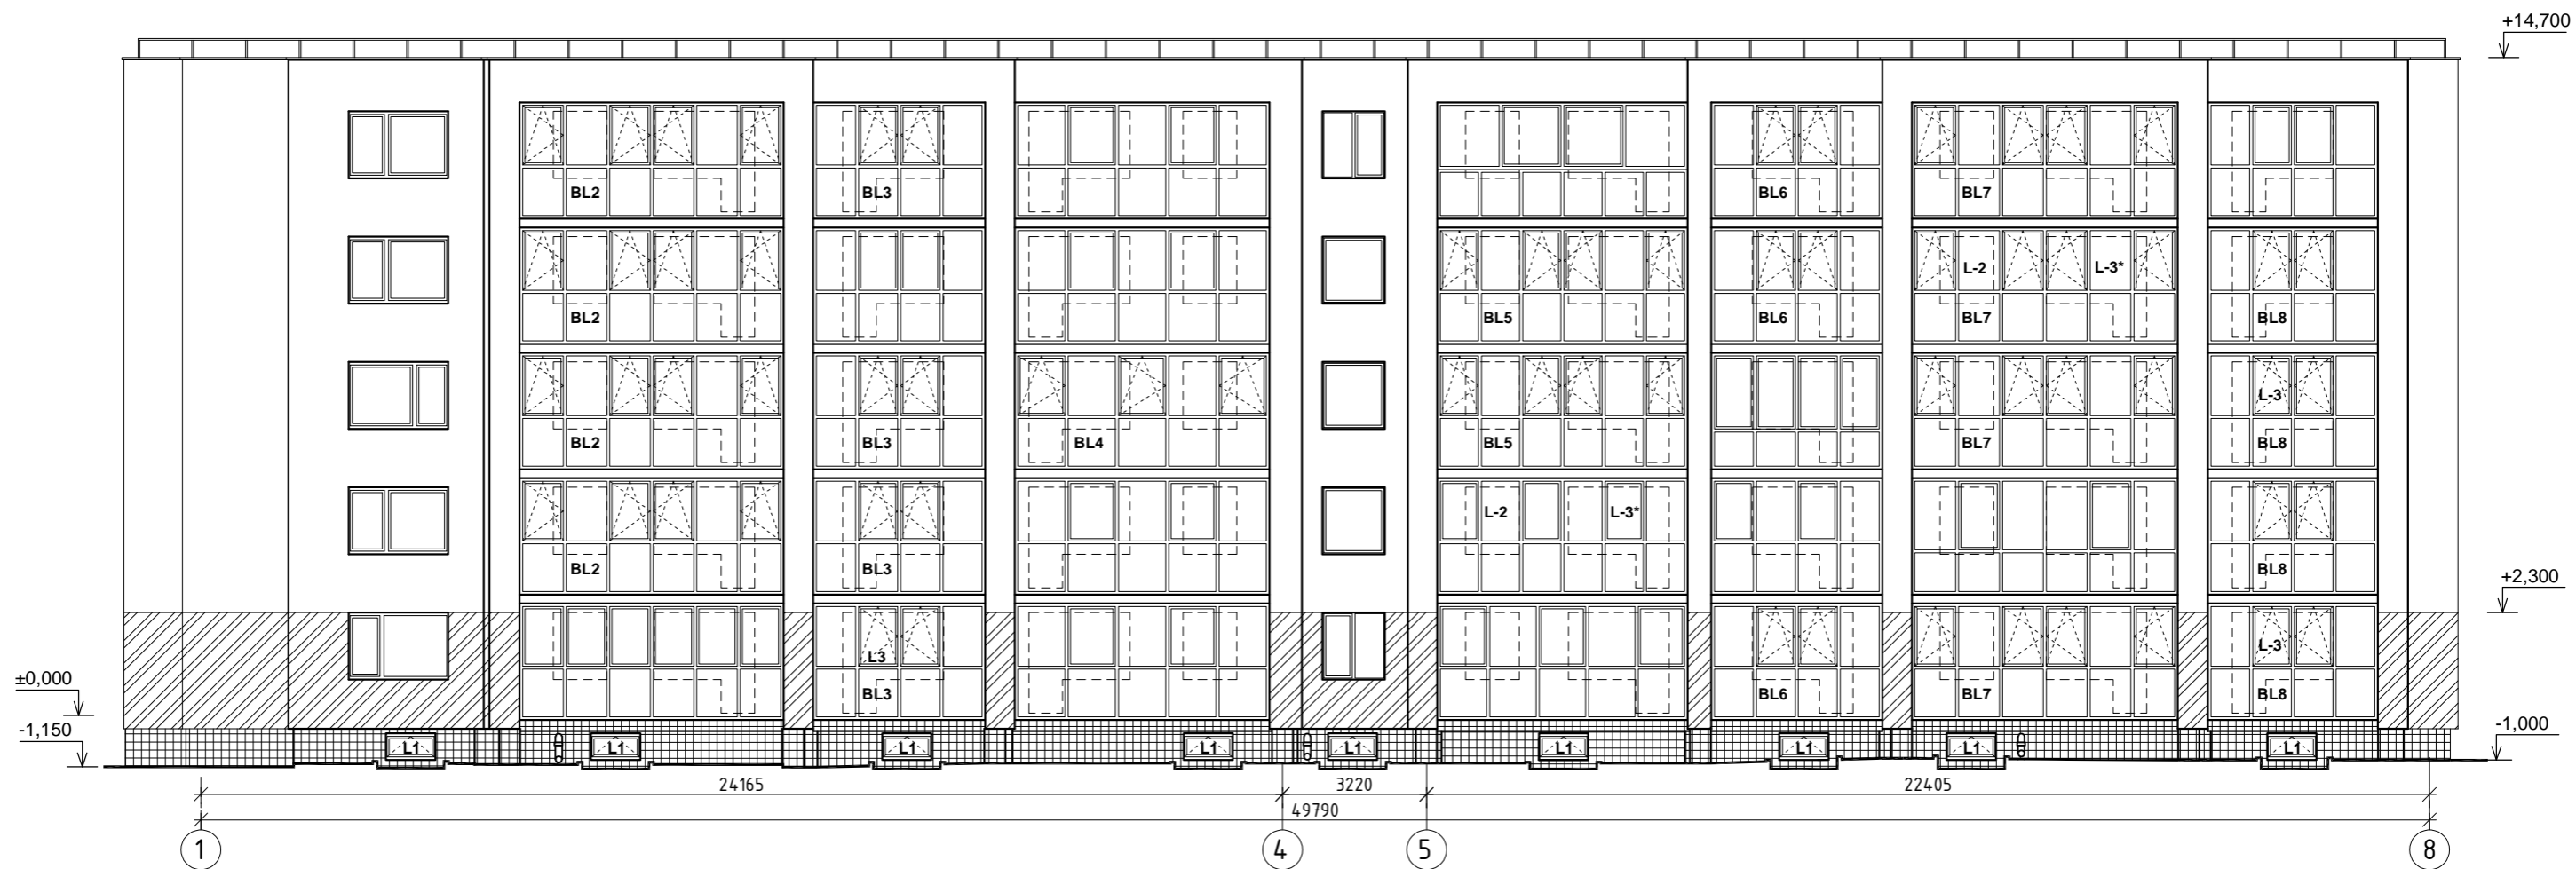 +14,700
BL2 BL3 BL6 BL7
L-2 L-3*
BL2 BL5 BL6 BL7 BL8
L-3
BL2 BL3 BL4 BL5 BL7 BL8
L-2 L-3*
BL2 BL3 BL8
+2,300
L3 L-3
±0,000
BL3 BL6 BL7 BL8
-1,150
-1,000
L1 L1 L1 L1 L1 L1 L1 L1 L1
24165 3220 22405
49790
1 4 5 8